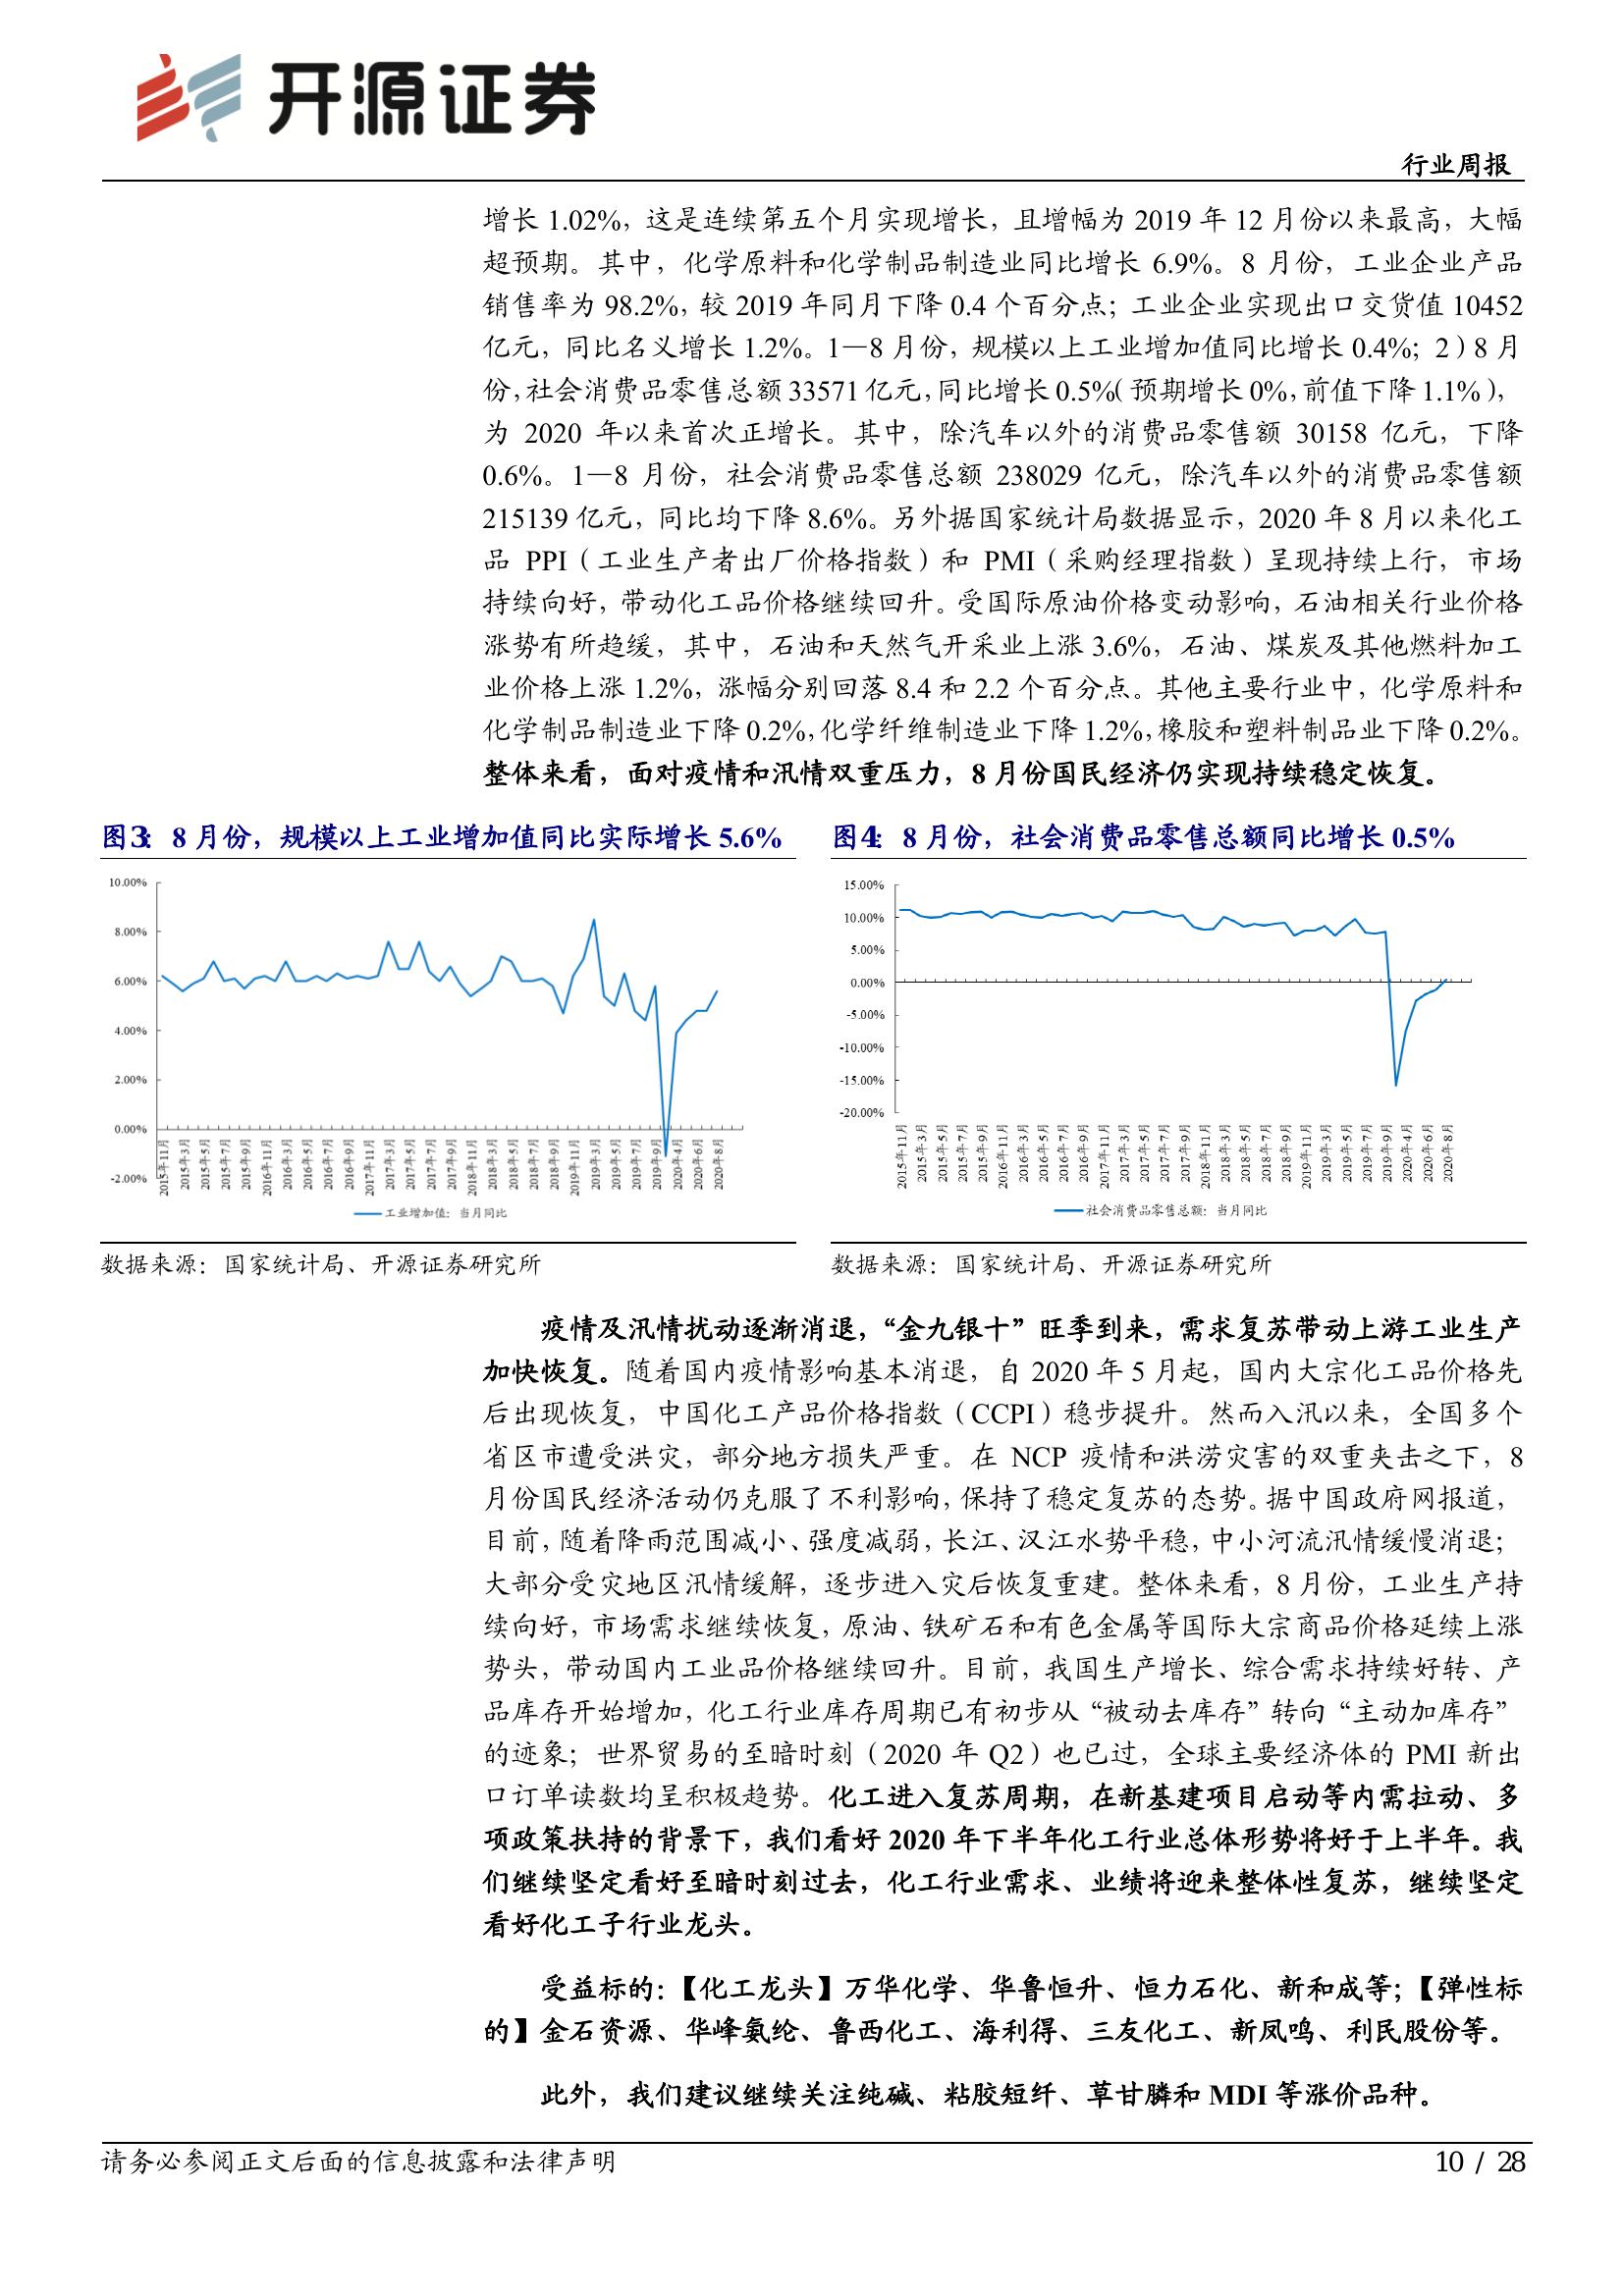 开源证券
行业周报
增长 1.02%，这是连续第五个月实现增长，且增幅为 2019 年 12 月份以来最高，大幅
超预期。其中，化学原料和化学制品制造业同比增长 6.9%。8 月份，工业企业产品
销售率为 98.2%，较 2019 年同月下降 0.4 个百分点；工业企业实现出口交货值 10452
亿元，同比名义增长 1.2%。1—8 月份，规模以上工业增加值同比增长 0.4%；2）8 月
份，社会消费品零售总额 33571 亿元，同比增长 0.5%（预期增长 0%，前值下降 1.1%），
为 2020 年以来首次正增长。其中，除汽车以外的消费品零售额 30158 亿元，下降
0.6%。1—8 月份，社会消费品零售总额 238029 亿元，除汽车以外的消费品零售额
215139 亿元，同比均下降 8.6%。另外据国家统计局数据显示，2020 年 8 月以来化工
品 PPI（工业生产者出厂价格指数）和 PMI（采购经理指数）呈现持续上行，市场
持续向好，带动化工品价格继续回升。受国际原油价格变动影响，石油相关行业价格
涨势有所趋缓，其中，石油和天然气开采业上涨 3.6%，石油、煤炭及其他燃料加工
业价格上涨 1.2%，涨幅分别回落 8.4 和 2.2 个百分点。其他主要行业中，化学原料和
化学制品制造业下降 0.2%，化学纤维制造业下降 1.2%，橡胶和塑料制品业下降 0.2%。
整体来看，面对疫情和汛情双重压力，8 月份国民经济仍实现持续稳定恢复。
图3： 8 月份，规模以上工业增加值同比实际增长 5.6%
10.00%
8.00%
6.00%
4.00%
2.00%
0.00%
-2.00%
2015年11月
2015年3月
2015年5月
2015年7月
2015年9月
2016年11月
2016年3月
2016年5月
2016年7月
2016年9月
2017年11月
2017年3月
2017年5月
2017年7月
2017年9月
2018年11月
2018年3月
2018年5月
2018年7月
2018年9月
2019年11月
2019年3月
2019年5月
2019年7月
2019年9月
2020年4月
2020年6月
2020年8月
工业增加值：当月同比
数据来源：国家统计局、开源证券研究所
图4： 8 月份，社会消费品零售总额同比增长 0.5%
15.00%
10.00%
5.00%
0.00%
-5.00%
-10.00%
-15.00%
-20.00%
2015年11月
2015年3月
2015年5月
2015年7月
2015年9月
2016年11月
2016年3月
2016年5月
2016年7月
2016年9月
2017年11月
2017年3月
2017年5月
2017年7月
2017年9月
2018年11月
2018年3月
2018年5月
2018年7月
2018年9月
2019年11月
2019年3月
2019年5月
2019年7月
2019年9月
2020年4月
2020年6月
2020年8月
社会消费品零售总额：当月同比
数据来源：国家统计局、开源证券研究所
疫情及汛情扰动逐渐消退，“金九银十”旺季到来，需求复苏带动上游工业生产
加快恢复。随着国内疫情影响基本消退，自 2020 年 5 月起，国内大宗化工品价格先
后出现恢复，中国化工产品价格指数（CCPI）稳步提升。然而入汛以来，全国多个
省区市遭受洪灾，部分地方损失严重。在 NCP 疫情和洪涝灾害的双重夹击之下，8
月份国民经济活动仍克服了不利影响，保持了稳定复苏的态势。据中国政府网报道，
目前，随着降雨范围减小、强度减弱，长江、汉江水势平稳，中小河流汛情缓慢消退；
大部分受灾地区汛情缓解，逐步进入灾后恢复重建。整体来看，8 月份，工业生产持
续向好，市场需求继续恢复，原油、铁矿石和有色金属等国际大宗商品价格延续上涨
势头，带动国内工业品价格继续回升。目前，我国生产增长、综合需求持续好转、产
品库存开始增加，化工行业库存周期已有初步从“被动去库存”转向“主动加库存”
的迹象；世界贸易的至暗时刻（2020 年 Q2）也已过，全球主要经济体的 PMI 新出
口订单读数均呈积极趋势。化工进入复苏周期，在新基建项目启动等内需拉动、多
项政策扶持的背景下，我们看好 2020 年下半年化工行业总体形势将好于上半年。我
们继续坚定看好至暗时刻过去，化工行业需求、业绩将迎来整体性复苏，继续坚定
看好化工子行业龙头。
受益标的：【化工龙头】万华化学、华鲁恒升、恒力石化、新和成等；【弹性标
的】金石资源、华峰氨纶、鲁西化工、海利得、三友化工、新凤鸣、利民股份等。
此外，我们建议继续关注纯碱、粘胶短纤、草甘膦和 MDI 等涨价品种。
请务必参阅正文后面的信息披露和法律声明
10 / 28